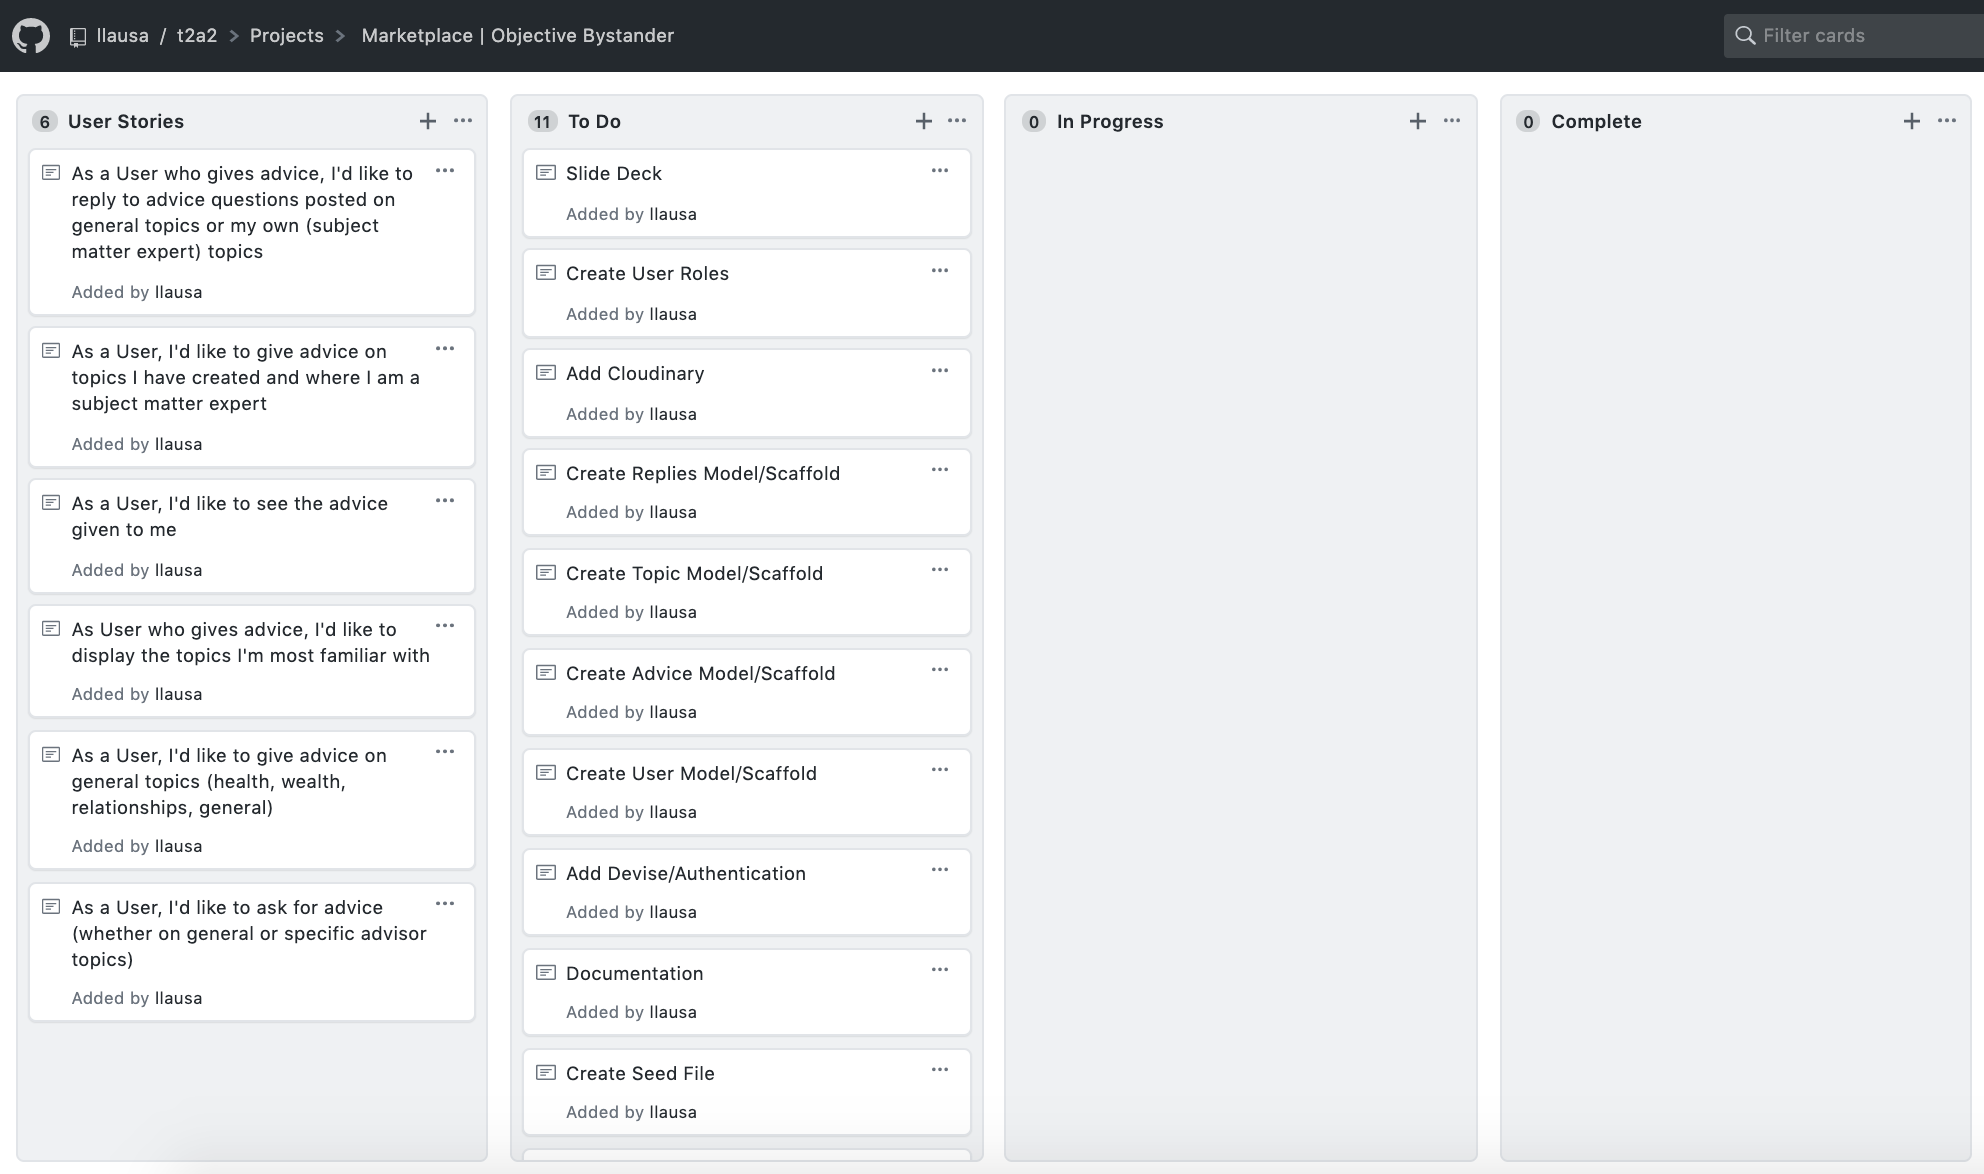 llausa / t2a2 > Projects > Marketplace | Objective Bystander
Filter cards
6 User Stories
As a User who gives advice, I'd like to
reply to advice questions posted on
general topics or my own (subject
matter expert) topics
Added by llausa
As a User, I'd like to give advice on
topics I have created and where I am a
subject matter expert
Added by llausa
As a User, I'd like to see the advice
given to me
Added by llausa
As User who gives advice, I'd like to
display the topics I'm most familiar with
Added by llausa
As a User, I'd like to give advice on
general topics (health, wealth,
relationships, general)
Added by llausa
As a User, I'd like to ask for advice
(whether on general or specific advisor
topics)
Added by llausa
11 To Do
Slide Deck
Added by llausa
Create User Roles
Added by llausa
Add Cloudinary
Added by llausa
Create Replies Model/Scaffold
Added by llausa
Create Topic Model/Scaffold
Added by llausa
Create Advice Model/Scaffold
Added by llausa
Create User Model/Scaffold
Added by llausa
Add Devise/Authentication
Added by llausa
Documentation
Added by llausa
Create Seed File
Added by llausa
0 In Progress
0 Complete